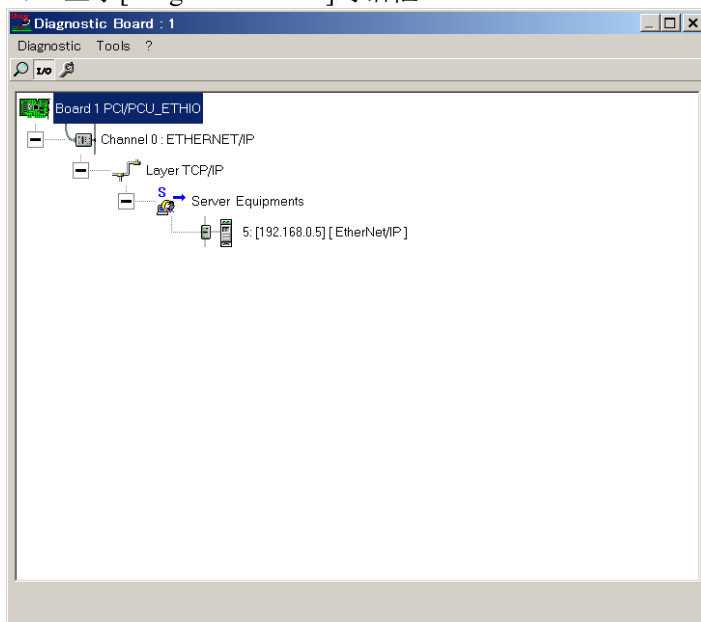 Diagnostic Board : 1
Diagnostic Tools ?
I/O
Board 1 PCI/PCU_ETHIO
Channel 0 : ETHERNET/IP
Layer TCP/IP
S
Server Equipments
5: [192.168.0.5] [ EtherNet/IP ]